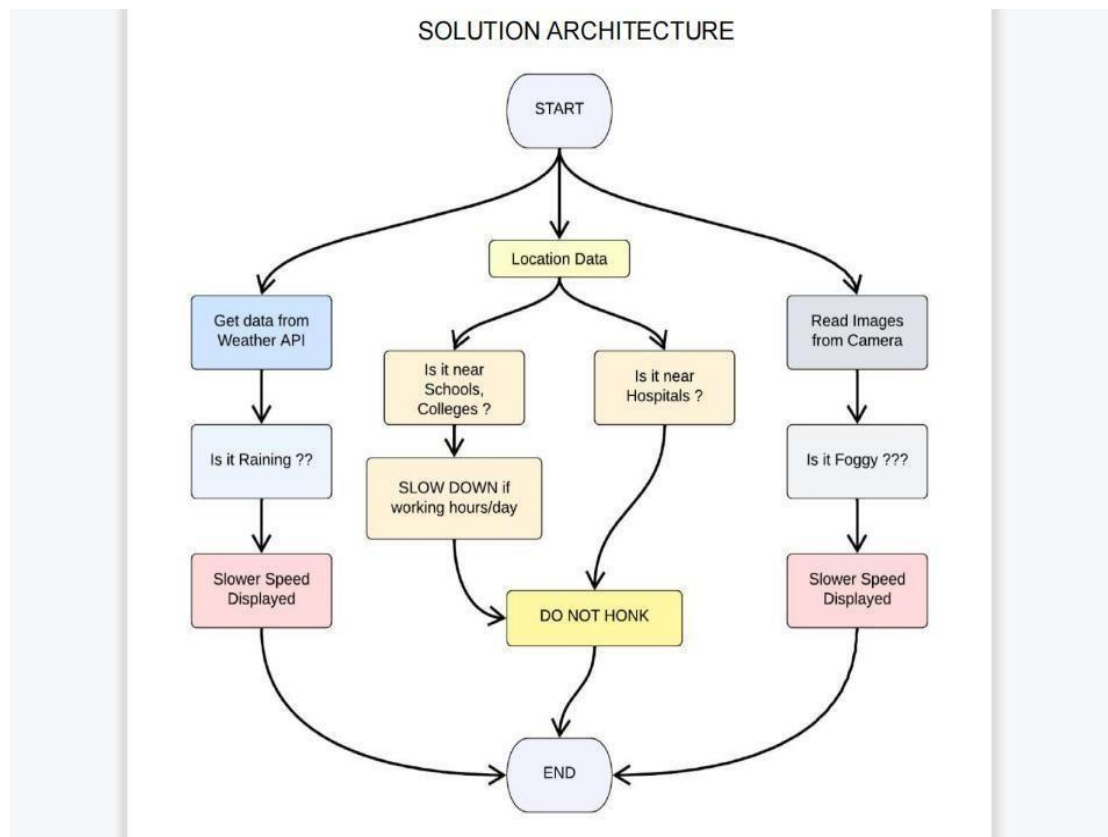 SOLUTION ARCHITECTURE
START
Location Data
Get data from
Weather API
Read Images
from Camera
Is it near
Schools,
Colleges ?
Is it near
Hospitals ?
Is it Raining ??
Is it Foggy ???
SLOW DOWN if
working hours/day
Slower Speed
Displayed
Slower Speed
Displayed
DO NOT HONK
END